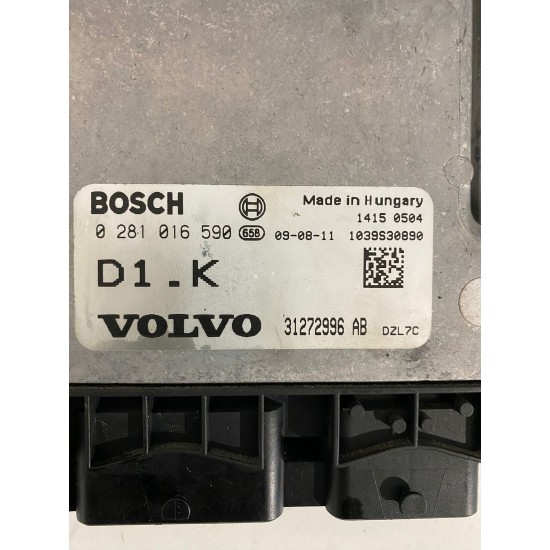 BOSCH Made in Hungary
1415 0504
0 281 016 590 658 09-08-11 1039S30890
D1.K
VOLVO 31272996 AB DZL7C